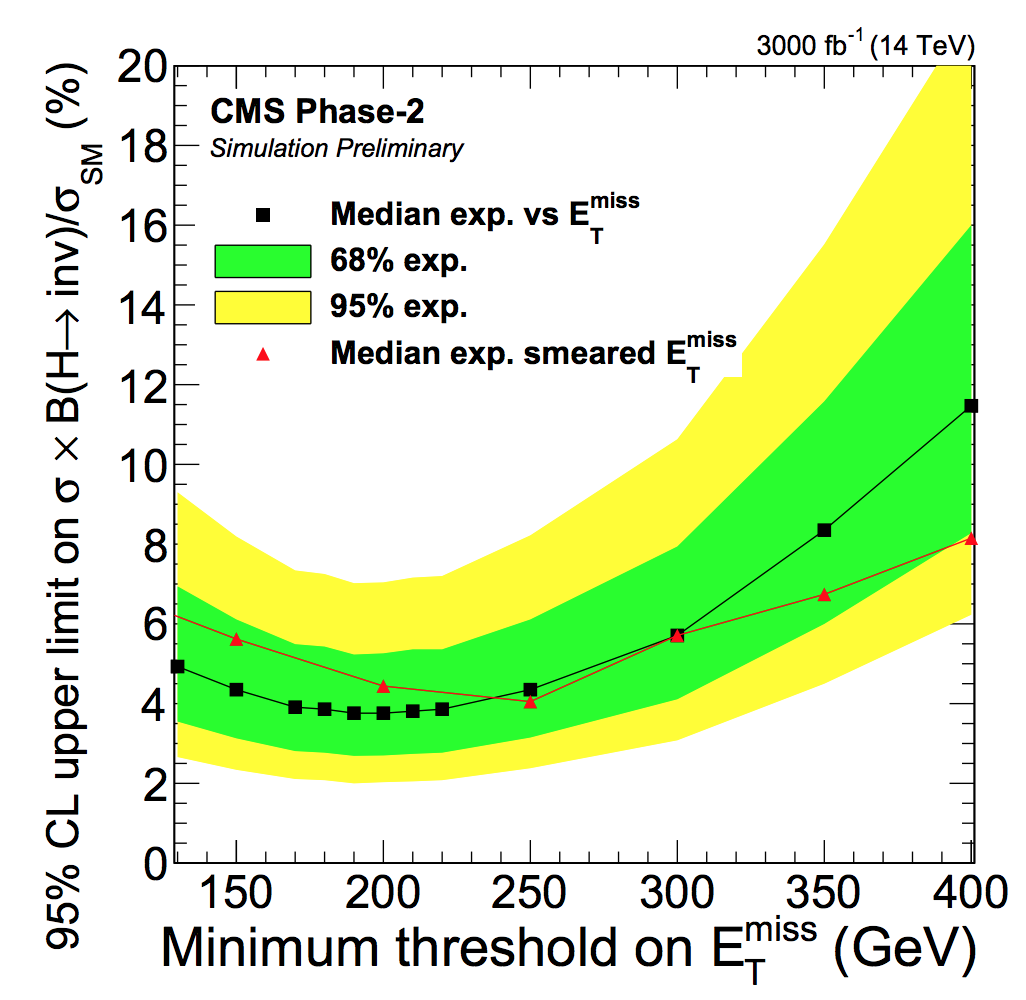 3000 fb-1 (14 TeV)
CMS Phase-2
Simulation Preliminary
Median exp. vs E_T^miss
68% exp.
95% exp.
Median exp. smeared E_T^miss
95% CL upper limit on σ × B(H→ inv)/σ_SM (%)
20
18
16
14
12
10
8
6
4
2
0
150 200 250 300 350 400
Minimum threshold on E_T^miss (GeV)